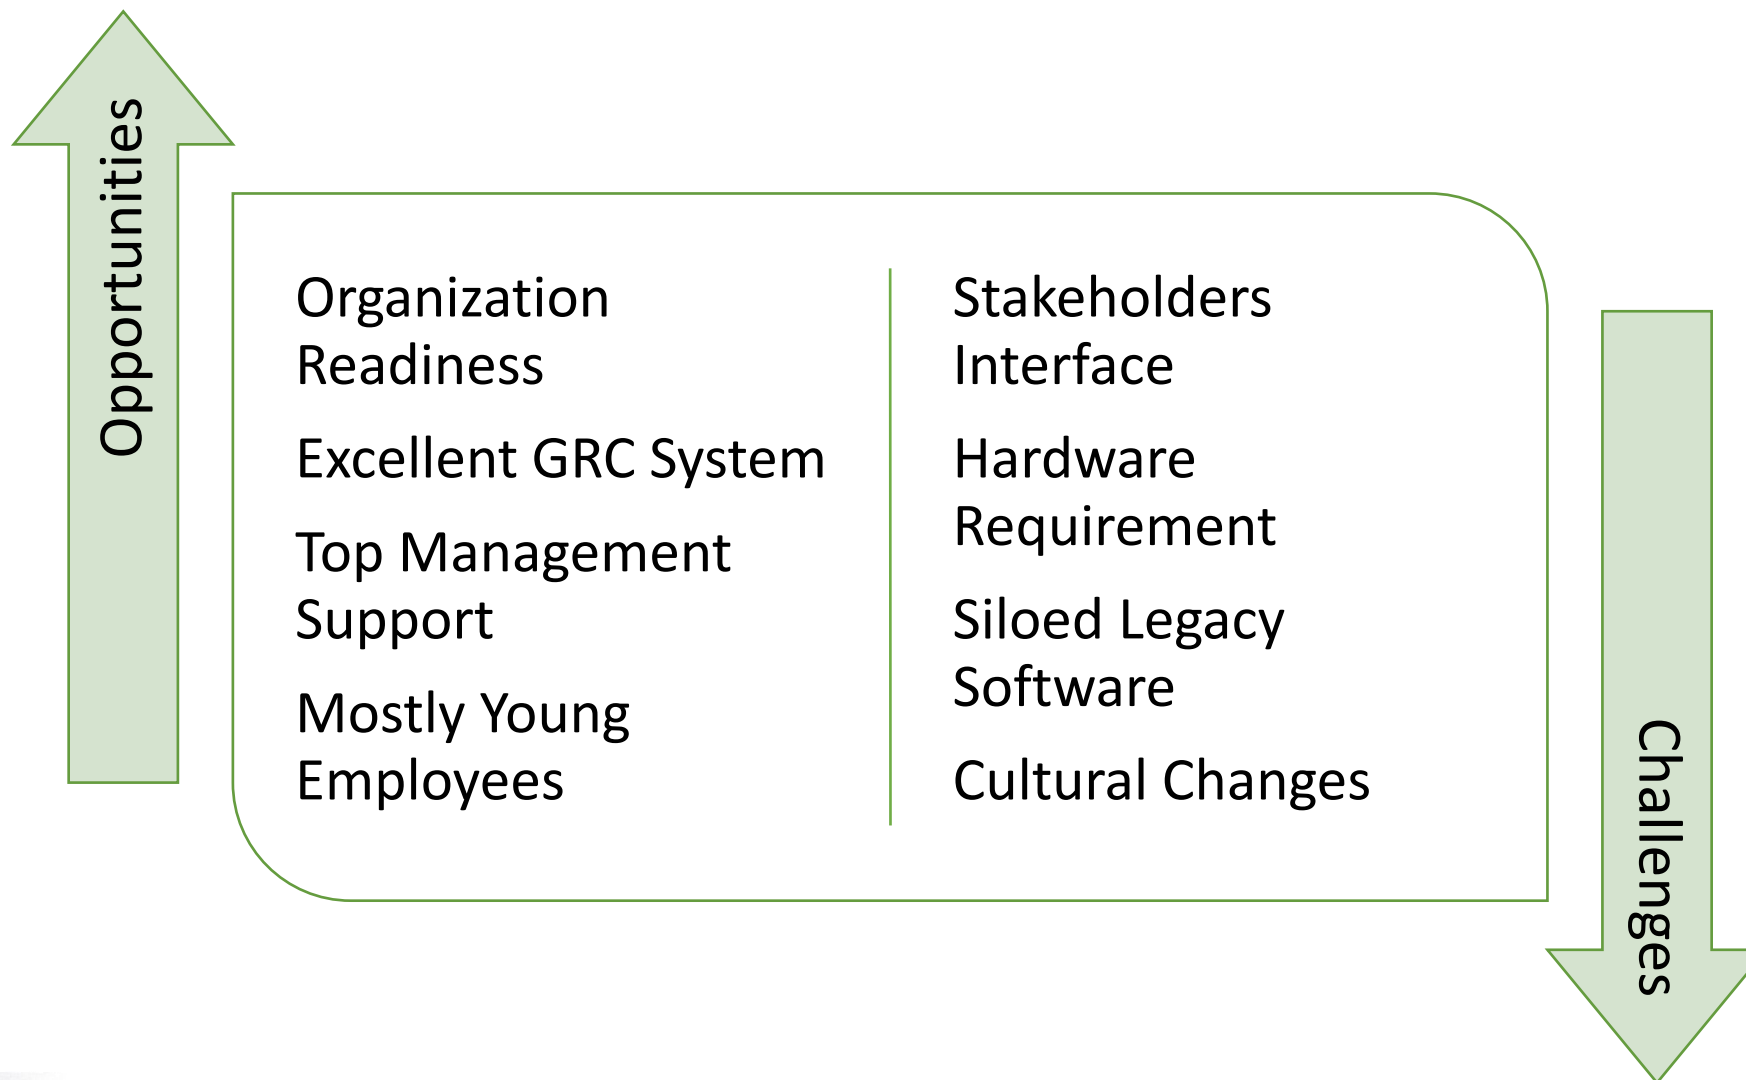 Opportunities
Organization
Readiness
Excellent GRC System
Top Management
Support
Mostly Young
Employees
Stakeholders
Interface
Hardware
Requirement
Siloed Legacy
Software
Cultural Changes
Challenges